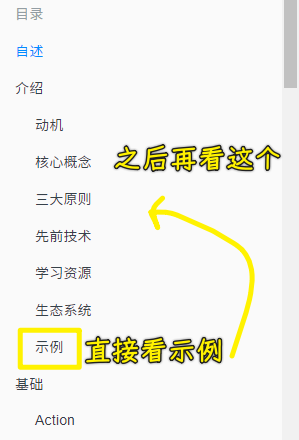 目录
自述
介绍
动机
核心概念
之后再看这个
三大原则
先前技术
学习资源
生态系统
示例
直接看示例
基础
Action